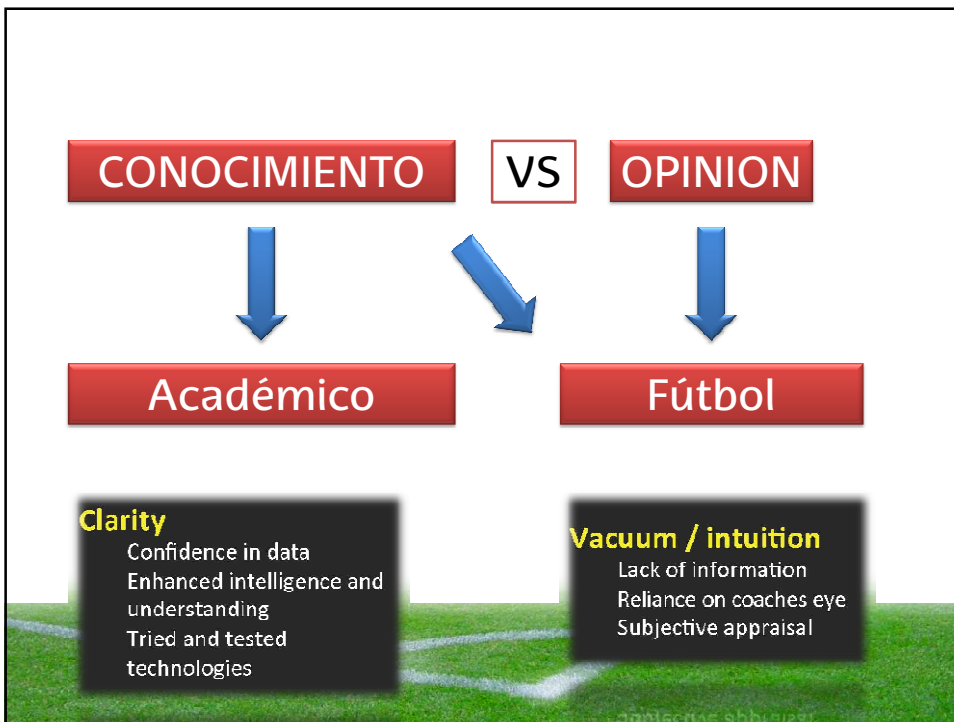 CONOCIMIENTO
VS
OPINION
Académico
Fútbol
Clarity
Confidence in data
Enhanced intelligence and
understanding
Tried and tested
technologies
Vacuum / intuition
Lack of information
Reliance on coaches eye
Subjective appraisal